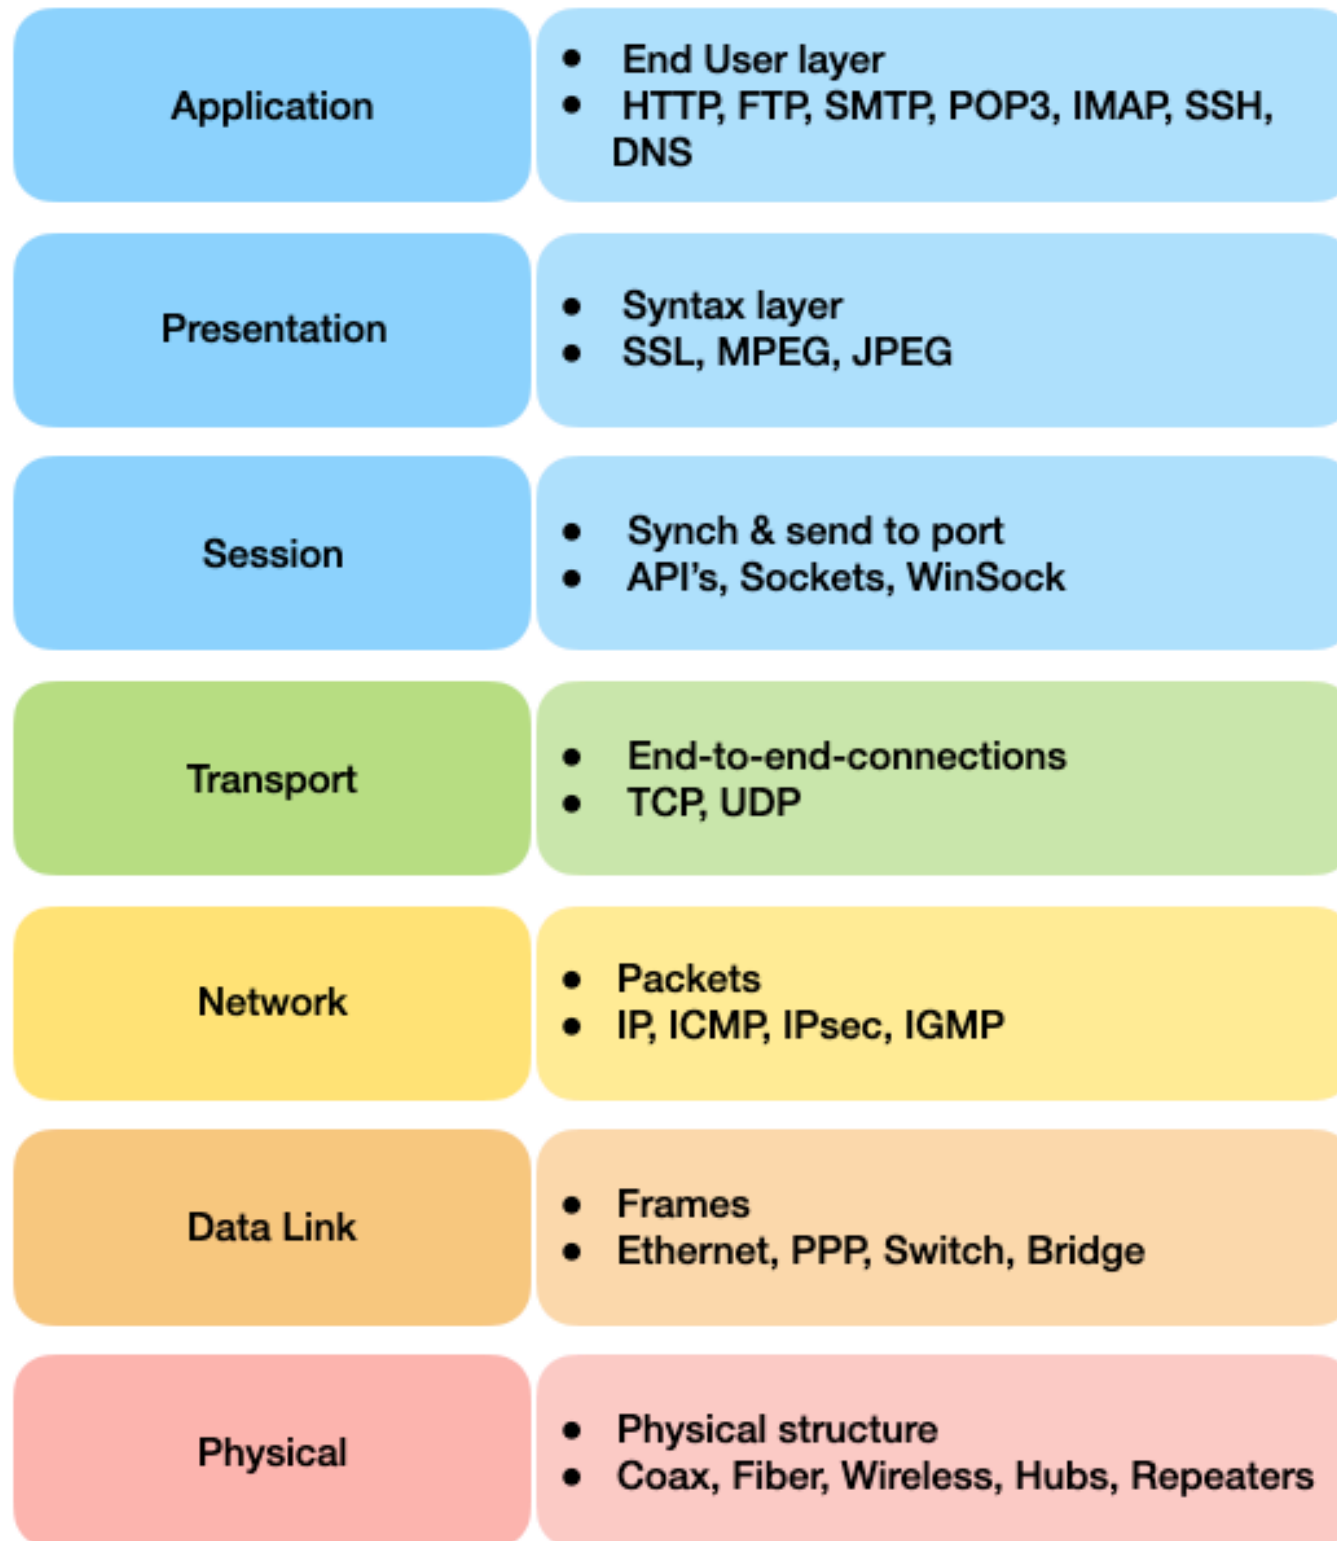 Application
• End User layer
• HTTP, FTP, SMTP, POP3, IMAP, SSH,
DNS
Presentation
• Syntax layer
• SSL, MPEG, JPEG
Session
• Synch & send to port
• API’s, Sockets, WinSock
Transport
• End-to-end-connections
• TCP, UDP
Network
• Packets
• IP, ICMP, IPsec, IGMP
Data Link
• Frames
• Ethernet, PPP, Switch, Bridge
Physical
• Physical structure
• Coax, Fiber, Wireless, Hubs, Repeaters